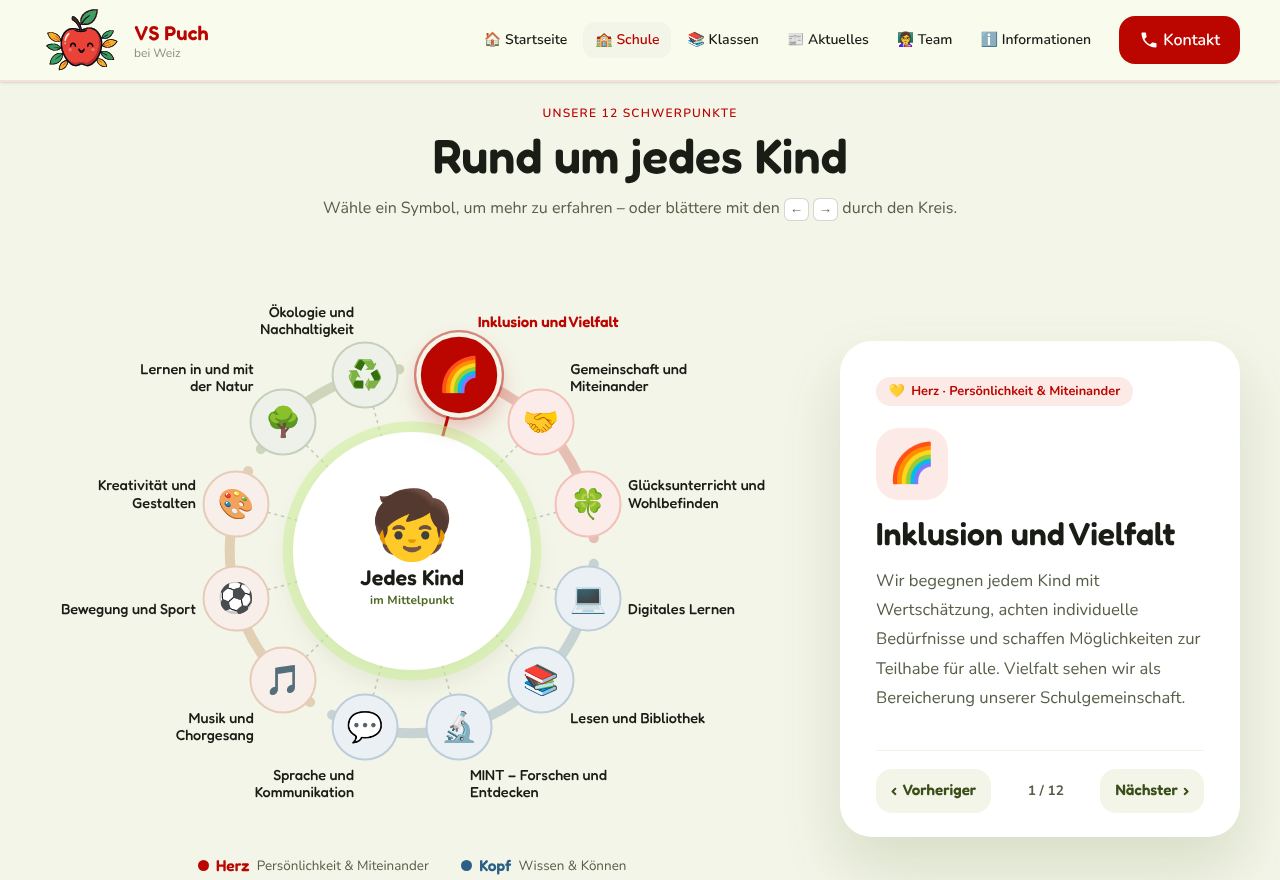 VS Puch
bei Weiz
🏠 Startseite
🏫 Schule
📚 Klassen
📰 Aktuelles
👩‍🏫 Team
ℹ️ Informationen
Kontakt
UNSERE 12 SCHWERPUNKTE
Rund um jedes Kind
Wähle ein Symbol, um mehr zu erfahren – oder blättere mit den ← → durch den Kreis.
Ökologie und
Nachhaltigkeit
Inklusion und Vielfalt
Lernen in und mit
der Natur
Gemeinschaft und
Miteinander
Kreativität und
Gestalten
Glücksunterricht und
Wohlbefinden
Jedes Kind
im Mittelpunkt
Bewegung und Sport
Digitales Lernen
Musik und
Chorgesang
Lesen und Bibliothek
Sprache und
Kommunikation
MINT – Forschen und
Entdecken
Herz Persönlichkeit & Miteinander
Kopf Wissen & Können
💛 Herz · Persönlichkeit & Miteinander
Inklusion und Vielfalt
Wir begegnen jedem Kind mit
Wertschätzung, achten individuelle
Bedürfnisse und schaffen Möglichkeiten zur
Teilhabe für alle. Vielfalt sehen wir als
Bereicherung unserer Schulgemeinschaft.
‹ Vorheriger
1 / 12
Nächster ›